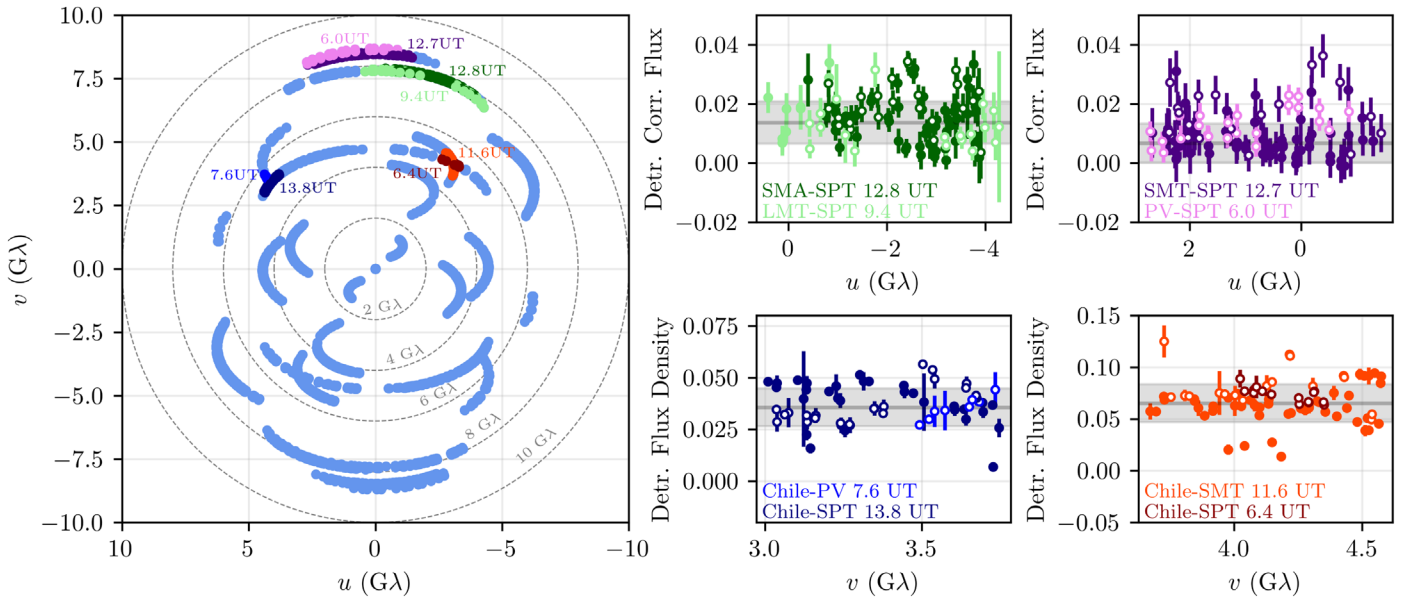 10.0
7.5
5.0
2.5
0.0
−2.5
−5.0
−7.5
−10.0
10
5
0
−5
−10
u (Gλ)
v (Gλ)
6.0UT
12.7UT
12.8UT
9.4UT
11.6UT
6.4UT
7.6UT
13.8UT
2 Gλ
4 Gλ
6 Gλ
8 Gλ
10 Gλ
Detr. Corr. Flux
0.04
0.02
0.00
−0.02
SMA-SPT 12.8 UT
LMT-SPT 9.4 UT
0
−2
−4
u (Gλ)
Detr. Corr. Flux
0.04
0.02
0.00
−0.02
SMT-SPT 12.7 UT
PV-SPT 6.0 UT
2
0
u (Gλ)
Detr. Flux Density
0.075
0.050
0.025
0.000
Chile-PV 7.6 UT
Chile-SPT 13.8 UT
3.0
3.5
v (Gλ)
Detr. Flux Density
0.15
0.10
0.05
0.00
−0.05
Chile-SMT 11.6 UT
Chile-SPT 6.4 UT
4.0
4.5
v (Gλ)